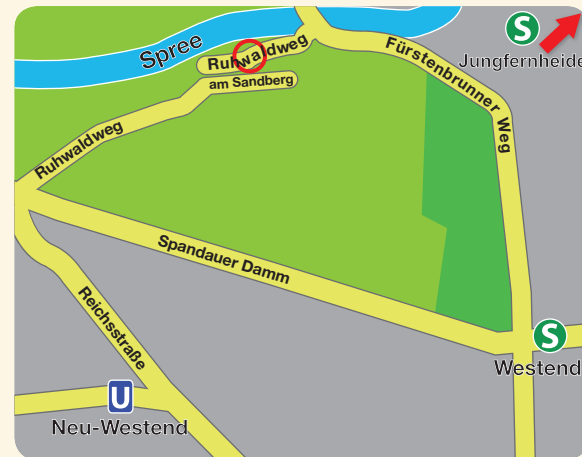 Spree
Ruhwaldweg
am Sandberg
Fürstenbrunner Weg
S
Jungfernheide
Ruhwaldweg
Spandauer Damm
Reichsstraße
S
Westend
U
Neu-Westend